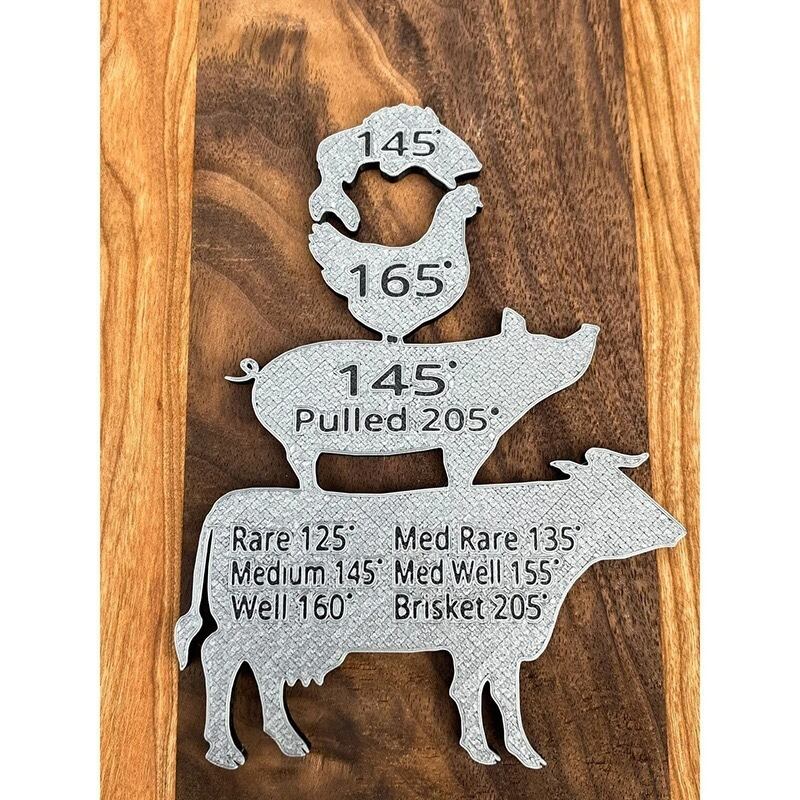 145°
165°
145°
Pulled 205°
Rare 125° Med Rare 135°
Medium 145° Med Well 155°
Well 160° Brisket 205°